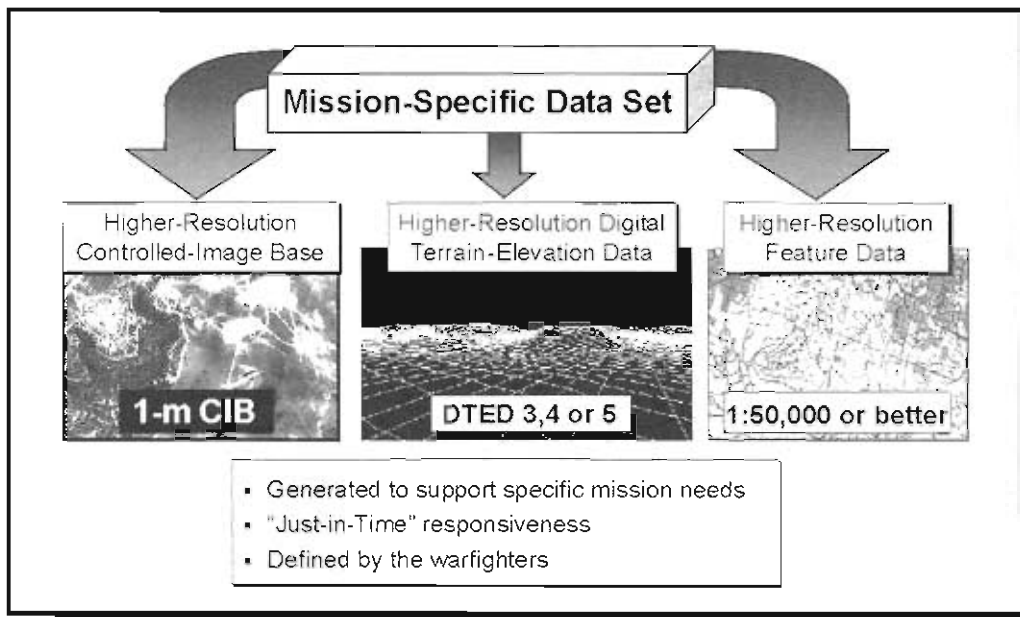 Mission-Specific Data Set
Higher-Resolution
Controlled-Image Base
Higher-Resolution Digital
Terrain-Elevation Data
Higher-Resolution
Feature Data
1-m CIB
DTED 3,4 or 5
1:50,000 or better
▪ Generated to support specific mission needs
▪ "Just-in-Time" responsiveness
▪ Defined by the warfighters